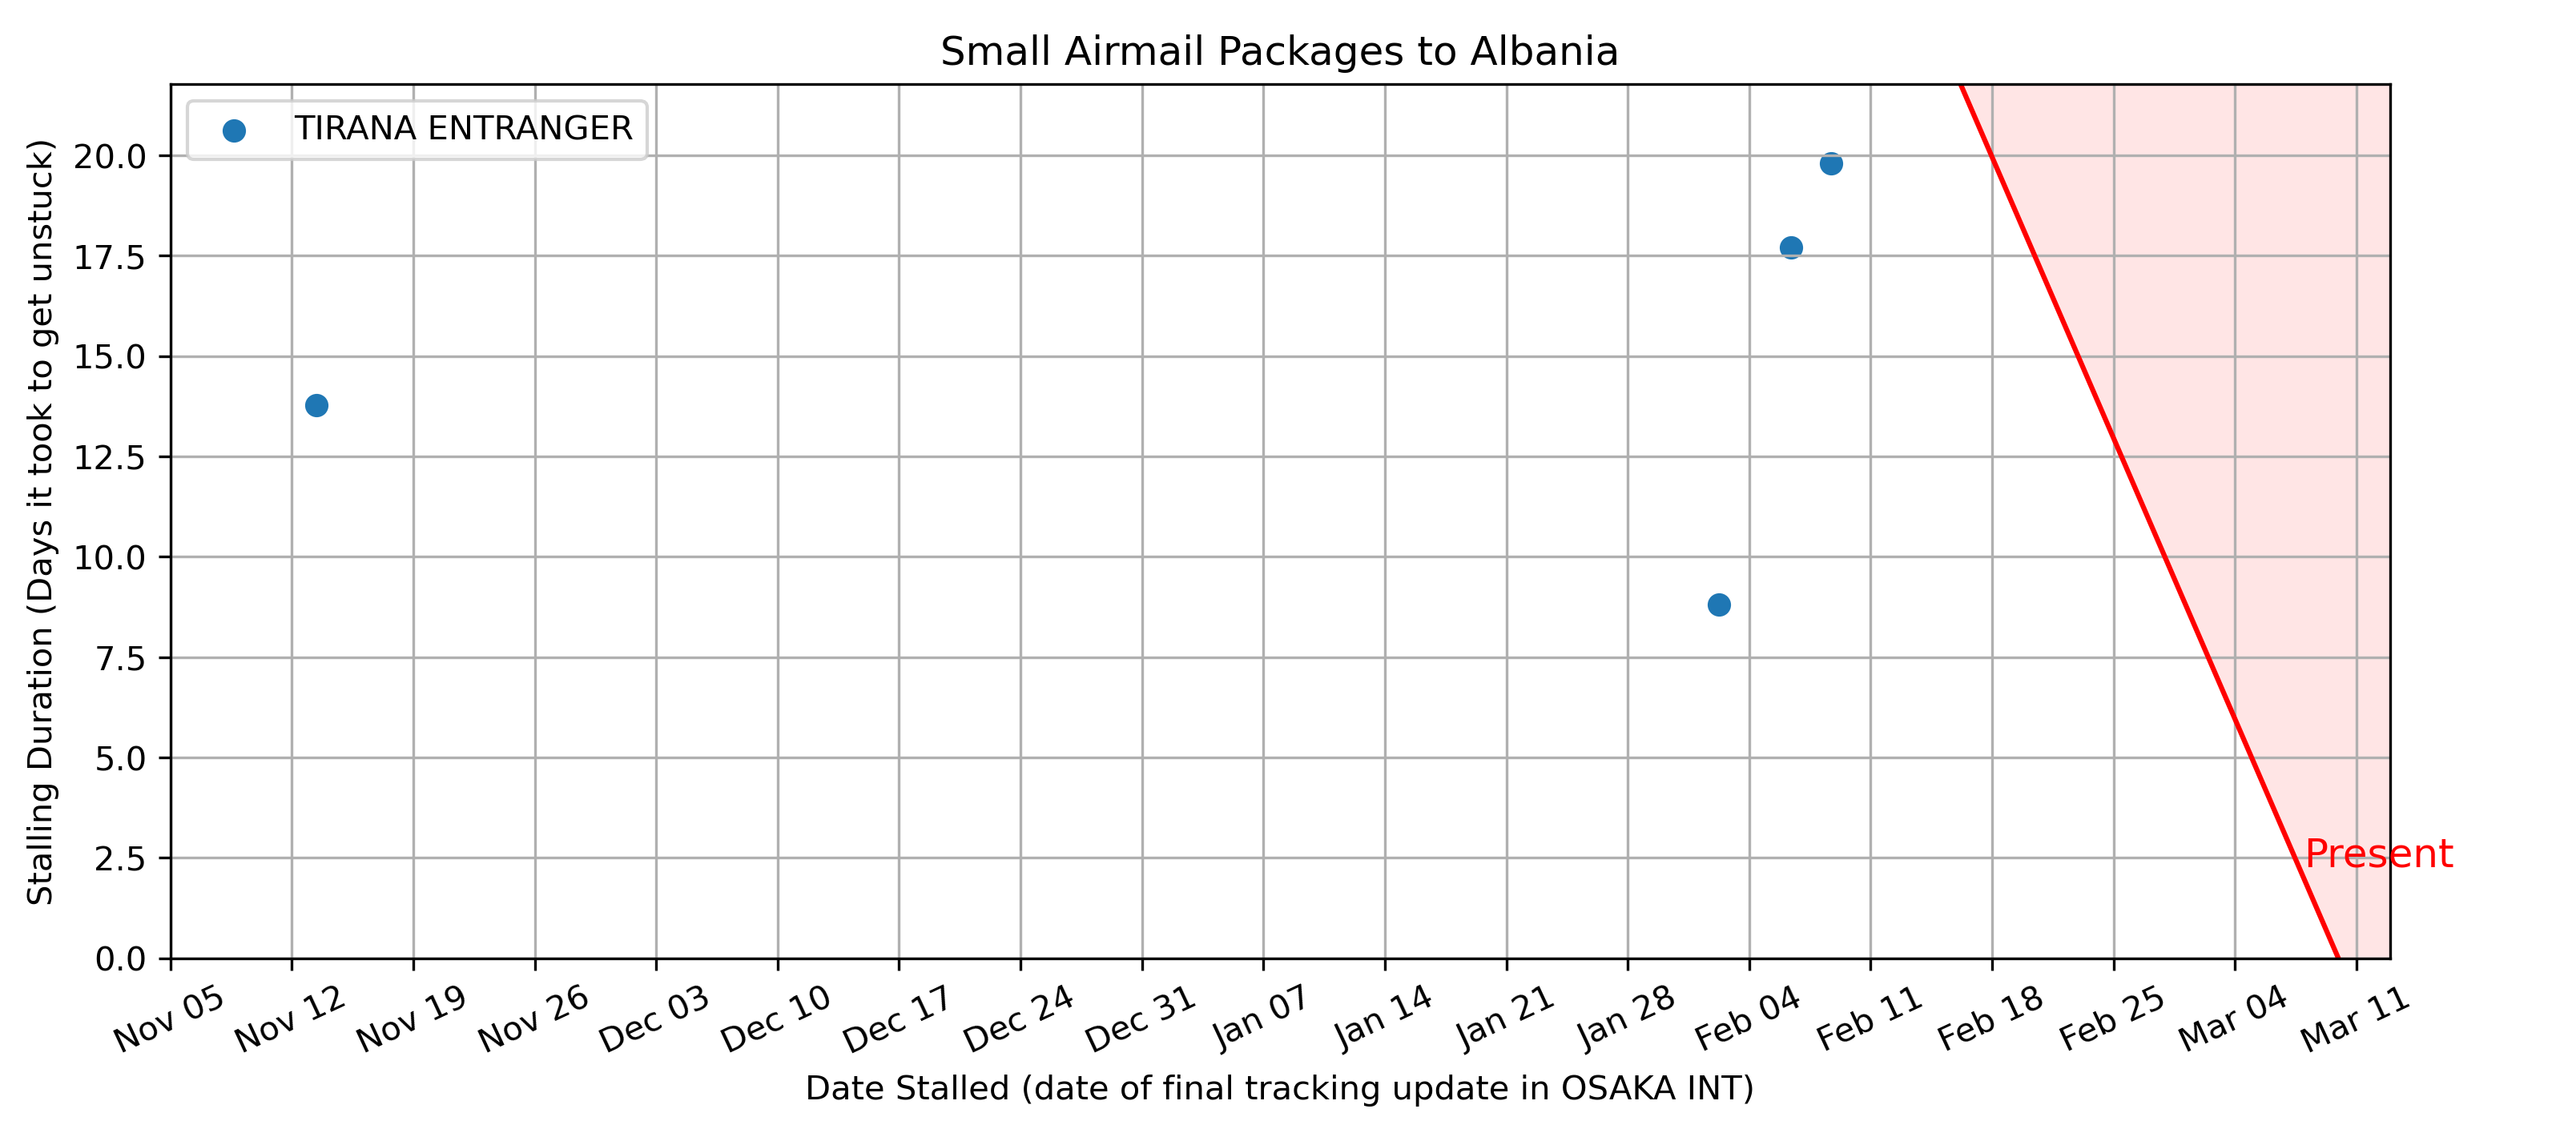 Small Airmail Packages to Albania
TIRANA ENTRANGER
Stalling Duration (Days it took to get unstuck)
20.0
17.5
15.0
12.5
10.0
7.5
5.0
2.5
0.0
Present
Nov 05
Nov 12
Nov 19
Nov 26
Dec 03
Dec 10
Dec 17
Dec 24
Dec 31
Jan 07
Jan 14
Jan 21
Jan 28
Feb 04
Feb 11
Feb 18
Feb 25
Mar 04
Mar 11
Date Stalled (date of final tracking update in OSAKA INT)